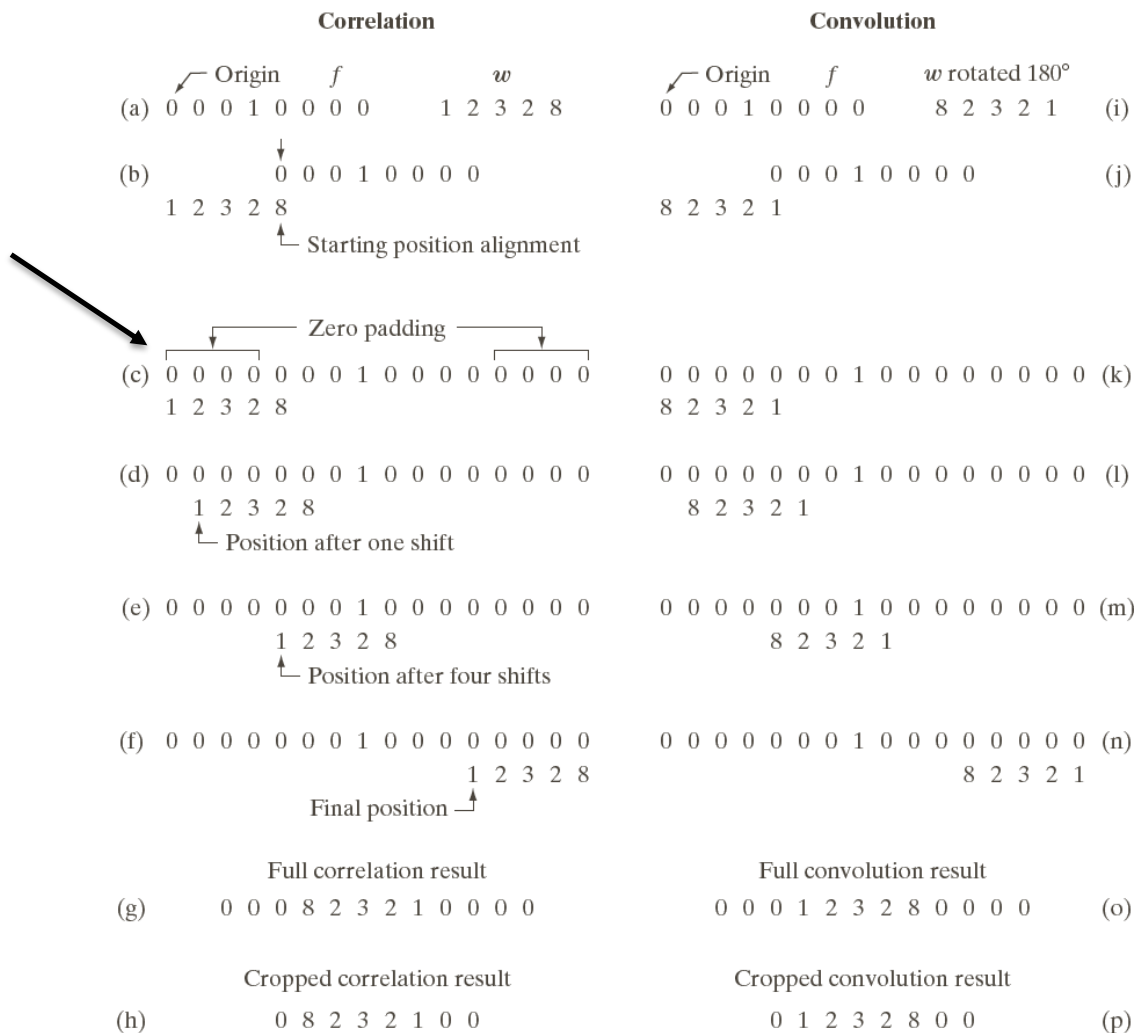 Correlation Convolution
Origin f w Origin f w rotated 180°
(a) 0 0 0 1 0 0 0 0 1 2 3 2 8 0 0 0 1 0 0 0 0 8 2 3 2 1 (i)
(b) 0 0 0 1 0 0 0 0 0 0 0 1 0 0 0 0 (j)
1 2 3 2 8 8 2 3 2 1
Starting position alignment
Zero padding
(c) 0 0 0 0 0 0 0 1 0 0 0 0 0 0 0 0 0 0 0 0 0 0 0 1 0 0 0 0 0 0 0 0 (k)
1 2 3 2 8 8 2 3 2 1
(d) 0 0 0 0 0 0 0 1 0 0 0 0 0 0 0 0 0 0 0 0 0 0 0 1 0 0 0 0 0 0 0 0 (l)
1 2 3 2 8 8 2 3 2 1
Position after one shift
(e) 0 0 0 0 0 0 0 1 0 0 0 0 0 0 0 0 0 0 0 0 0 0 0 1 0 0 0 0 0 0 0 0 (m)
1 2 3 2 8 8 2 3 2 1
Position after four shifts
(f) 0 0 0 0 0 0 0 1 0 0 0 0 0 0 0 0 0 0 0 0 0 0 0 1 0 0 0 0 0 0 0 0 (n)
1 2 3 2 8 8 2 3 2 1
Final position
Full correlation result Full convolution result
(g) 0 0 0 8 2 3 2 1 0 0 0 0 0 0 0 1 2 3 2 8 0 0 0 0 (o)
Cropped correlation result Cropped convolution result
(h) 0 8 2 3 2 1 0 0 0 1 2 3 2 8 0 0 (p)